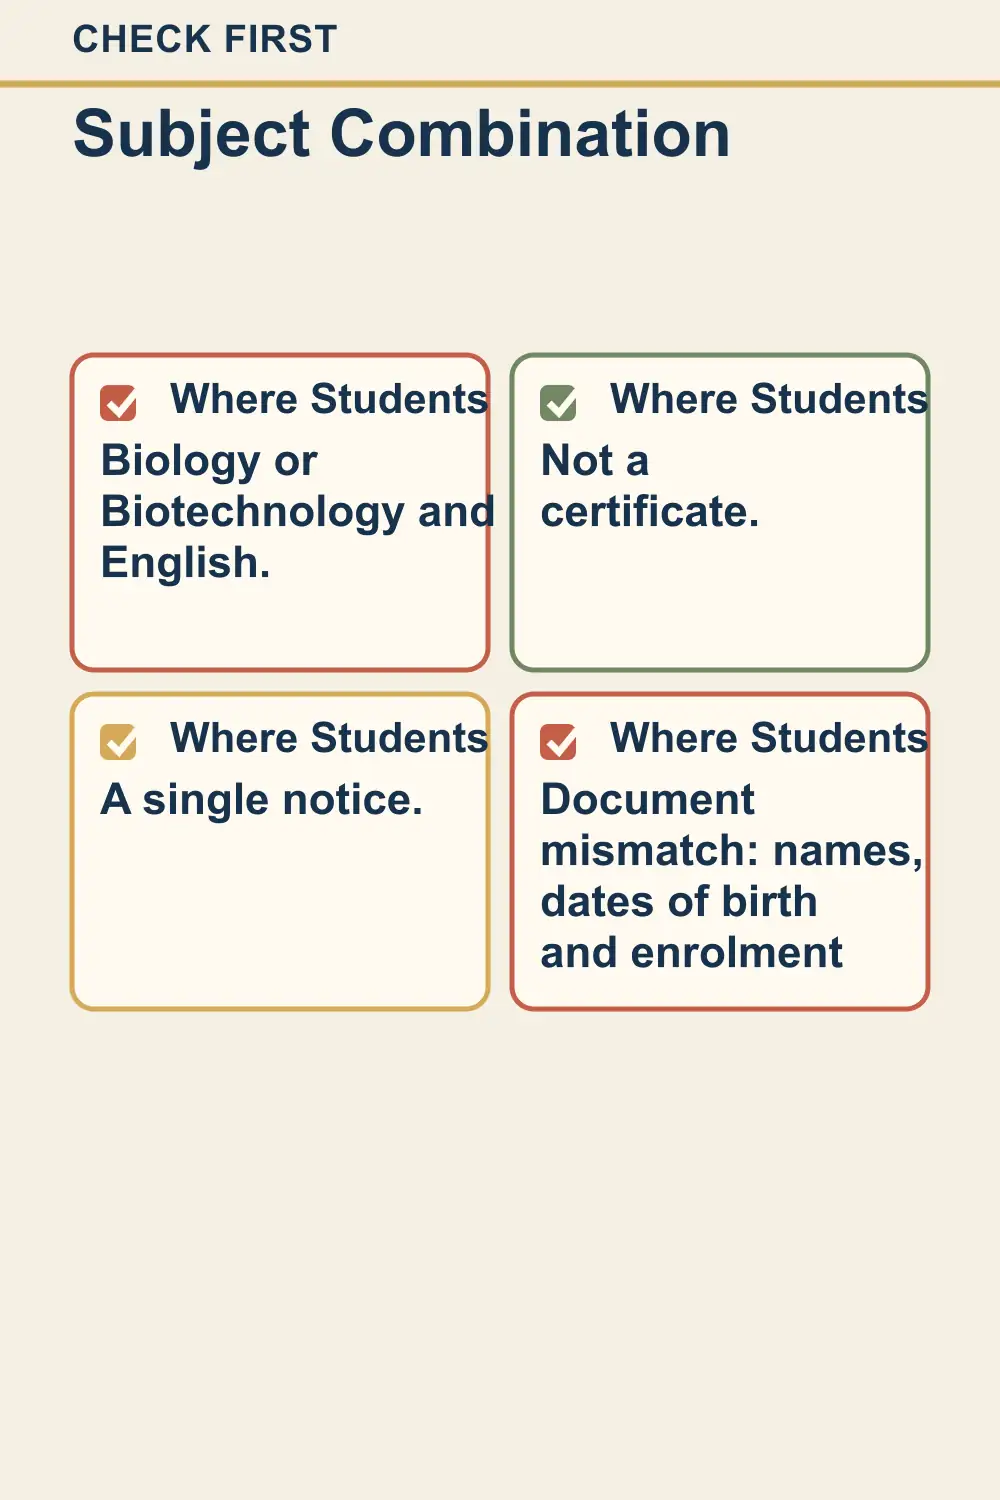 CHECK FIRST
Subject Combination
Where Students
Biology or
Biotechnology and
English.
Where Students
Not a
certificate.
Where Students
A single notice.
Where Students
Document
mismatch: names,
dates of birth
and enrolment